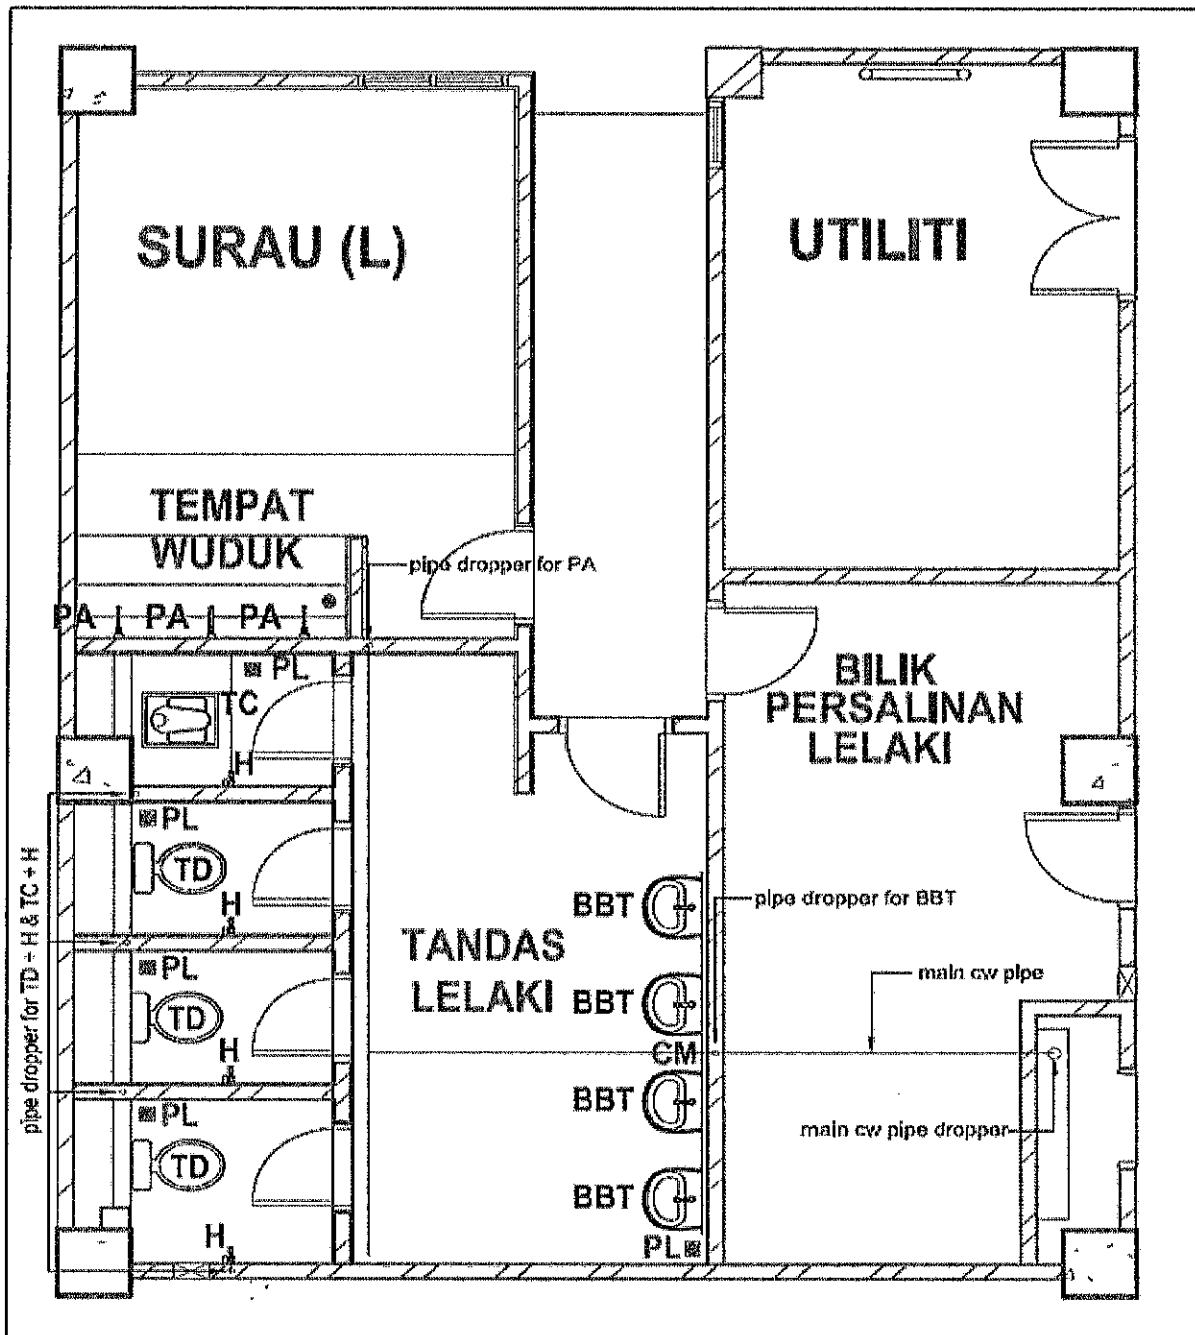 SURAU (L)
UTILITI
TEMPAT
WUDUK
pipe dropper for PA
PA PA PA
PL
TC
H
BILIK
PERSALINAN
LELAKI
PL
TD
H
pipe dropper for TD + H & TC + H
BBT
pipe dropper for BBT
TANDAS
LELAKI
PL
TD
H
BBT
main cw pipe
CM
PL
TD
H
BBT
main cw pipe dropper
BBT
PL